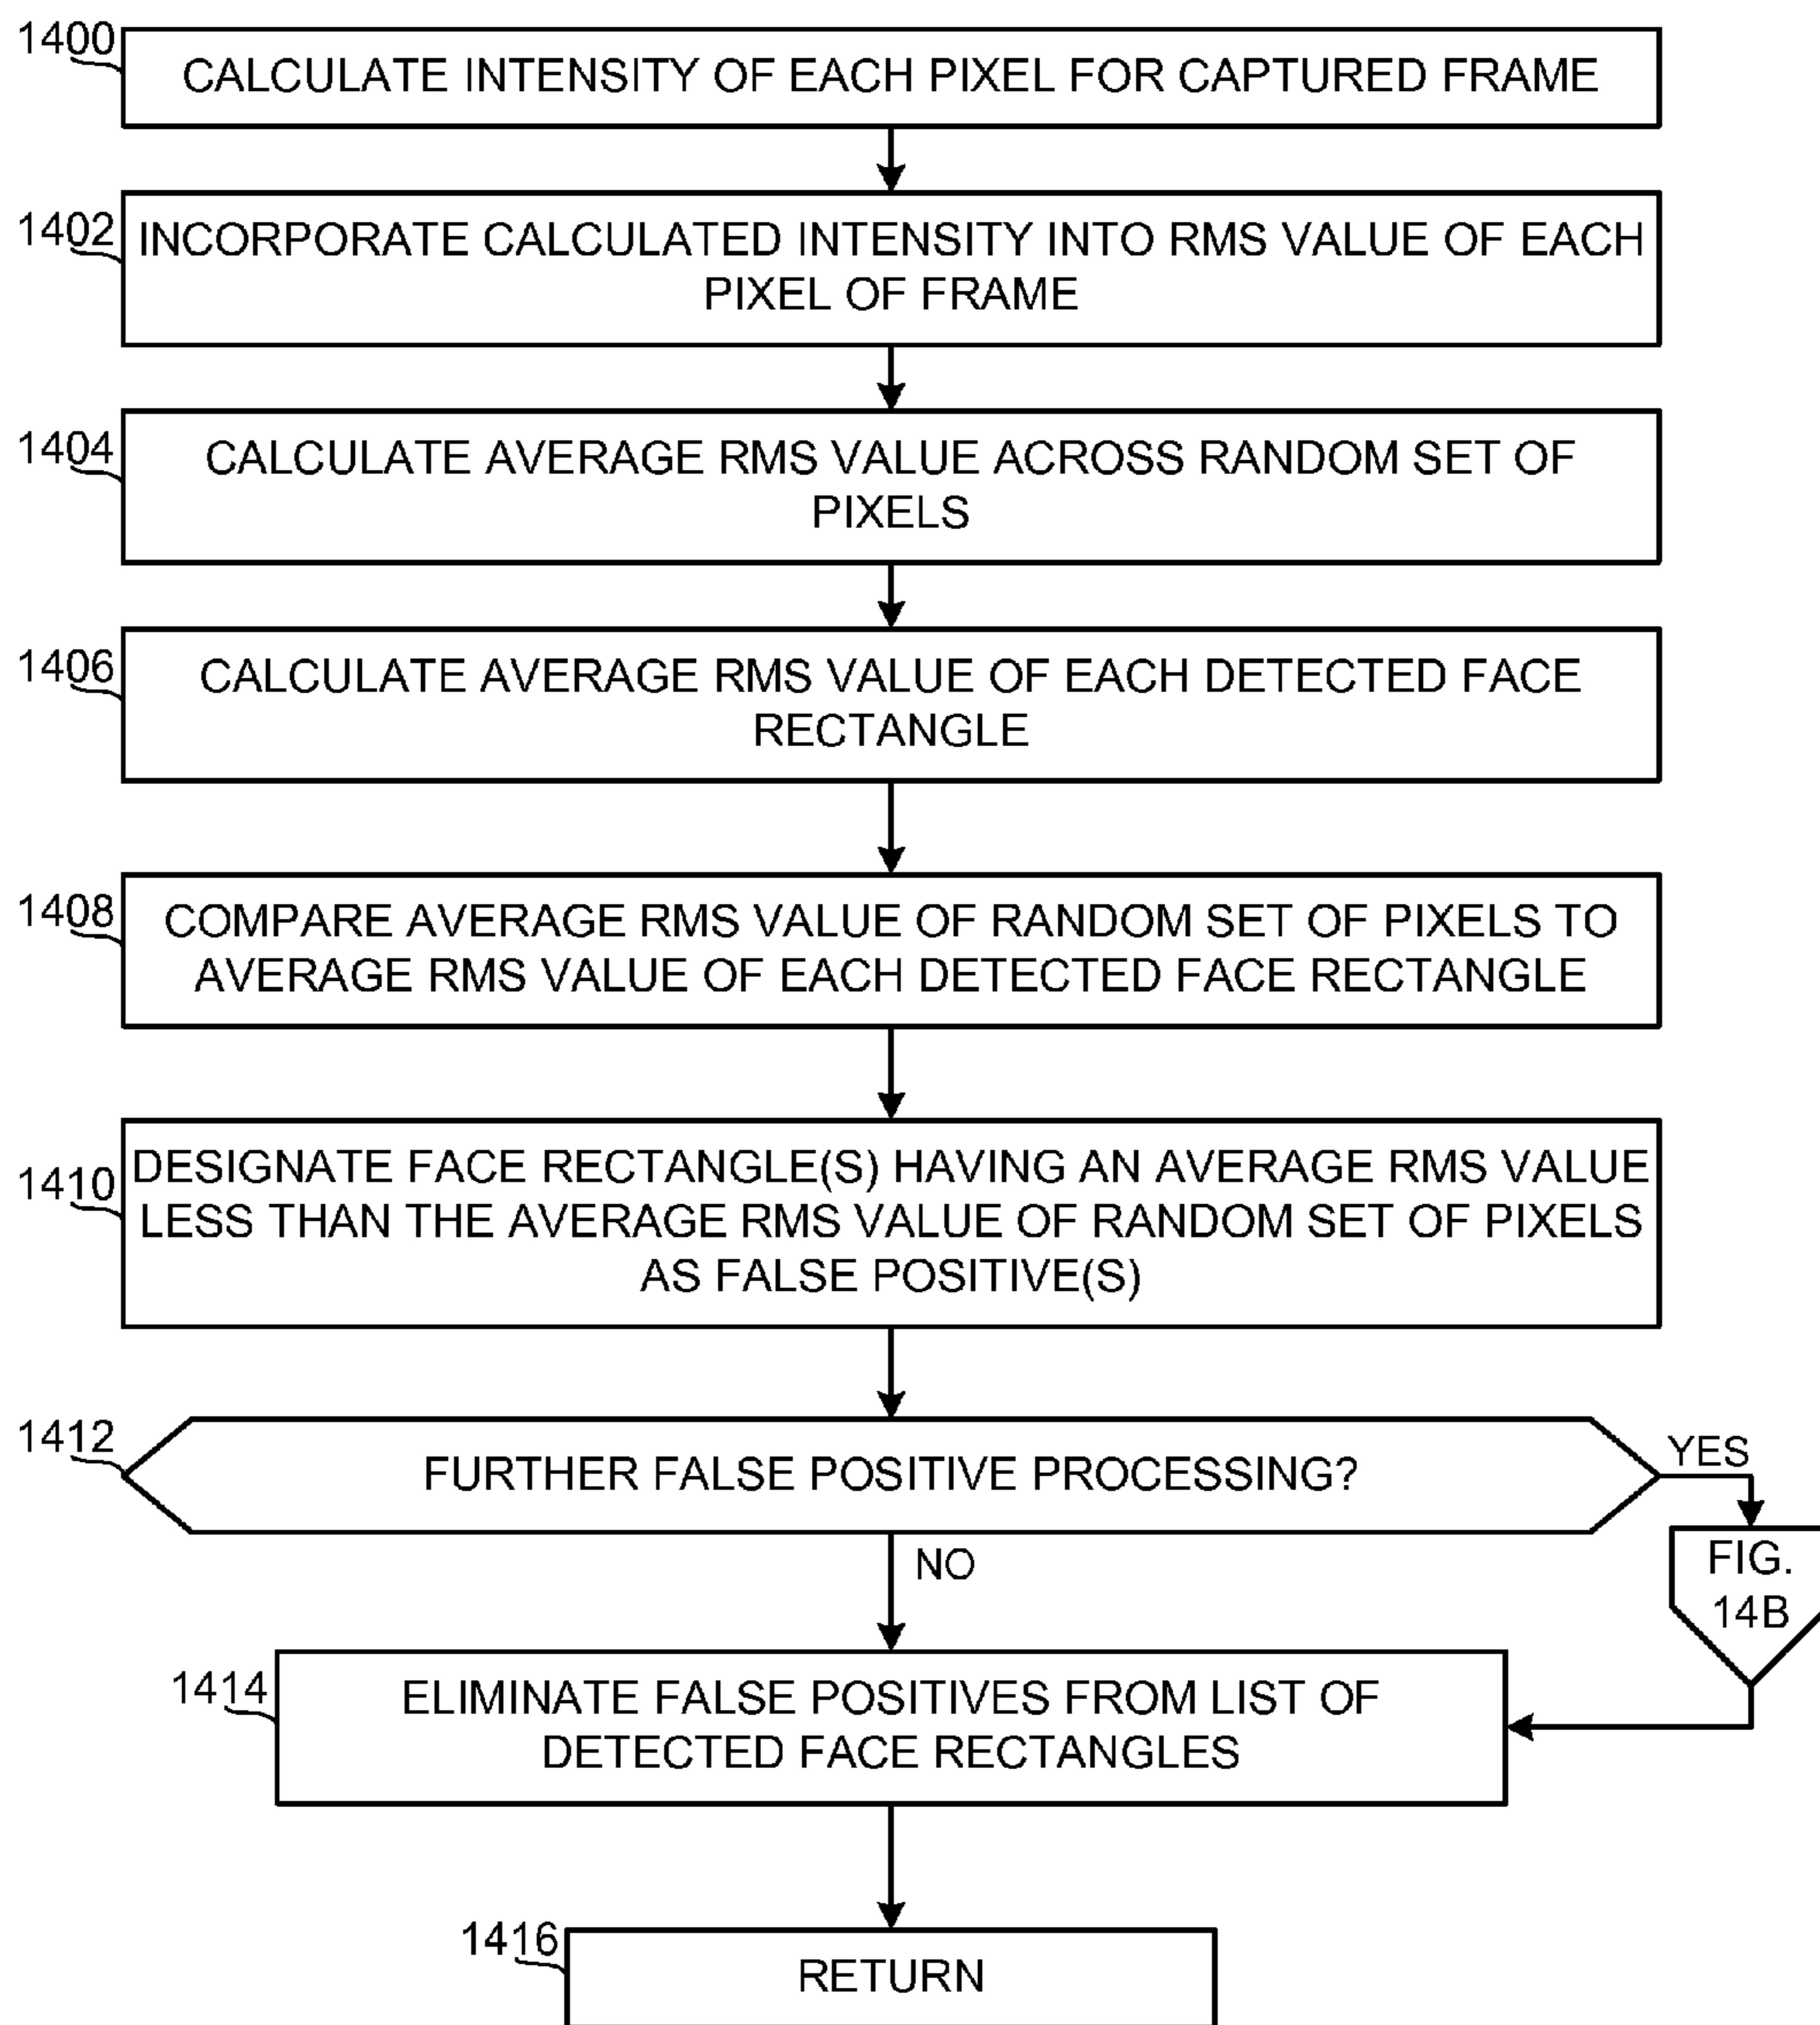 1400
CALCULATE INTENSITY OF EACH PIXEL FOR CAPTURED FRAME
1402
INCORPORATE CALCULATED INTENSITY INTO RMS VALUE OF EACH
PIXEL OF FRAME
1404
CALCULATE AVERAGE RMS VALUE ACROSS RANDOM SET OF
PIXELS
1406
CALCULATE AVERAGE RMS VALUE OF EACH DETECTED FACE
RECTANGLE
1408
COMPARE AVERAGE RMS VALUE OF RANDOM SET OF PIXELS TO
AVERAGE RMS VALUE OF EACH DETECTED FACE RECTANGLE
1410
DESIGNATE FACE RECTANGLE(S) HAVING AN AVERAGE RMS VALUE
LESS THAN THE AVERAGE RMS VALUE OF RANDOM SET OF PIXELS
AS FALSE POSITIVE(S)
1412
FURTHER FALSE POSITIVE PROCESSING?
YES
FIG.
14B
NO
1414
ELIMINATE FALSE POSITIVES FROM LIST OF
DETECTED FACE RECTANGLES
1416
RETURN